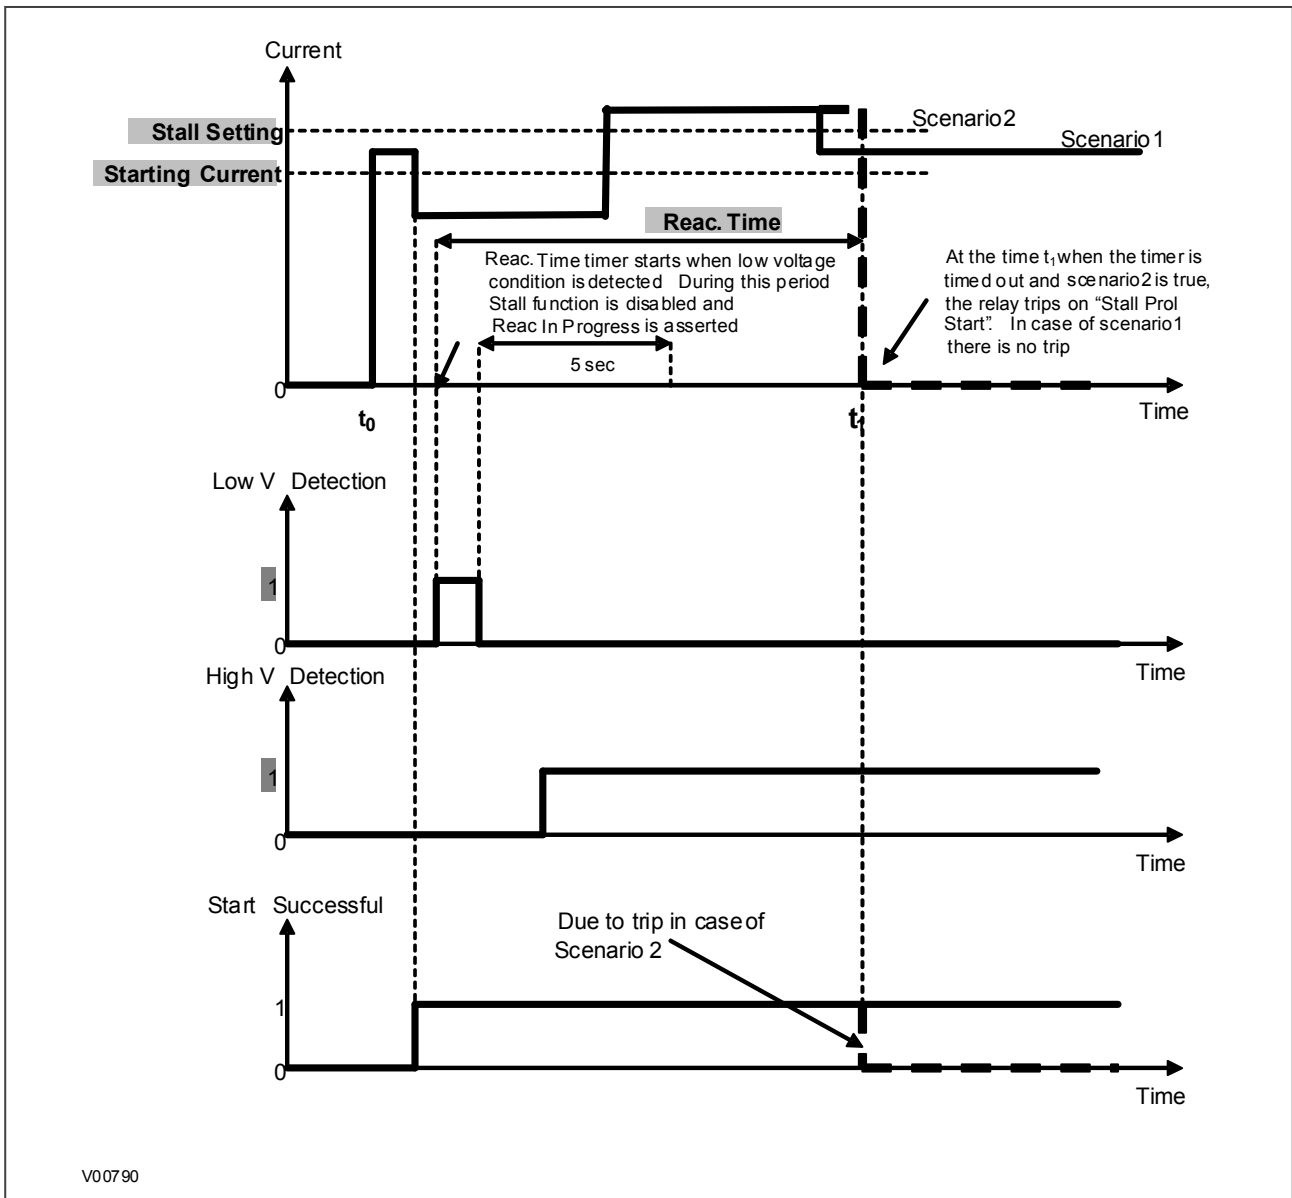 Current
Stall Setting
Starting Current
Scenario2
Scenario1
Reac. Time
Reac. Time timer starts when low voltage
condition is detected During this period
Stall function is disabled and
Reac In Progress is asserted
5 sec
At the time t1 when the timer is
timed out and scenario2 is true,
the relay trips on “Stall Prol
Start”. In case of scenario1
there is no trip
0
t0
t1
Time
Low V Detection
1
0
Time
High V Detection
1
0
Time
Start Successful
Due to trip in case of
Scenario 2
1
0
Time
V00790